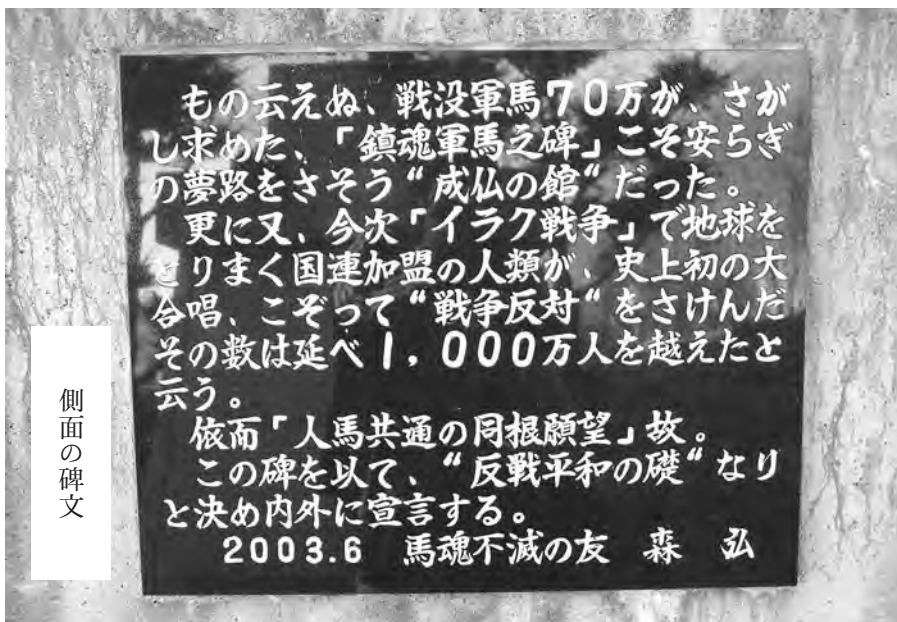 もの云えぬ、戦没軍馬70万が、さが
し求めた、「鎮魂軍馬之碑」こそ安らぎ
の夢路をさそう“成仏の館“だった。
更に又、今次「イラク戦争」で地球を
とりまく国連加盟の人類が、史上初の大
合唱、こぞって“戦争反対“をさけんだ
その数は延べ1，000万人を越えたと
云う。
依而「人馬共通の同根願望」故。
この碑を以て、“反戦平和の礎“なり
と決め内外に宣言する。
2003.6 馬魂不滅の友 森 弘
側面の碑文